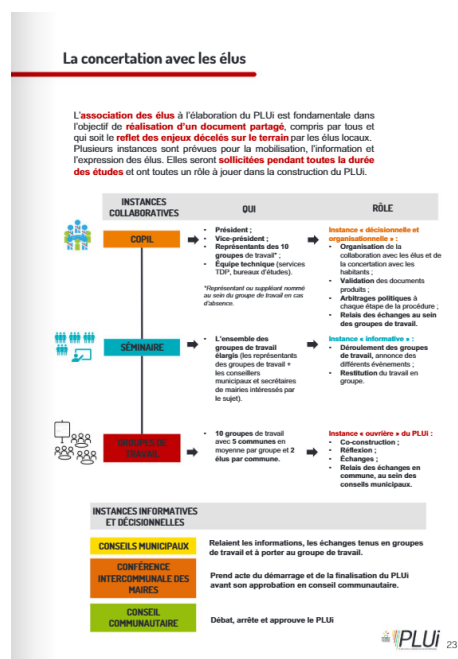 La concertation avec les élus
L'association des élus à l'élaboration du PLUi est fondamentale dans
l'objectif de réalisation d'un document partagé, compris par tous et
qui soit le reflet des enjeux décelés sur le terrain par les élus locaux.
Plusieurs instances sont prévues pour la mobilisation, l'information et
l'expression des élus. Elles seront sollicitées pendant toutes la durée
des études et ont toutes un rôle à jouer dans la construction du PLUi.
INSTANCES
COLLABORATIVES
QUI
RÔLE
COPIL
• Président ;
• Vice-président ;
• Représentants des 10
groupes de travail* ;
• Équipe technique (services
TDP, bureaux d'études).
*Représentant ou suppléant nommé
au sein du groupe de travail en cas
d'absence.
Instance « décisionnelle et
organisationnelle » :
• Organisation de la
collaboration avec les élus et de
la concertation avec les
habitants ;
• Validation des documents
produits ;
• Arbitrages politiques à
chaque étape de la procédure ;
• Relais des échanges au sein
des groupes de travail.
SÉMINAIRE
• L'ensemble des
groupes de travail
élargis (les représentants
des groupes de travail +
les conseillers
municipaux et secrétaires
de mairies intéressés par
le sujet).
Instance « informative » :
• Déroulement des groupes
de travail, annonce des
différents évènements ;
• Restitution du travail en
groupe.
GROUPES DE
TRAVAIL
• 10 groupes de travail
avec 5 communes en
moyenne par groupe et 2
élus par commune.
Instance « ouvrière » du PLUi :
• Co-construction ;
• Réflexion ;
• Échanges ;
• Relais des échanges en
commune, au sein des
conseils municipaux.
INSTANCES INFORMATIVES
ET DÉCISIONNELLES
CONSEILS MUNICIPAUX
Relaient les informations, les échanges tenus en groupes
de travail et à porter au groupe de travail.
CONFÉRENCE
INTERCOMMUNALE DES
MAIRES
Prend acte du démarrage et de la finalisation du PLUi
avant son approbation en conseil communautaire.
CONSEIL
COMMUNAUTAIRE
Débat, arrête et approuve le PLUi
PLUi
23